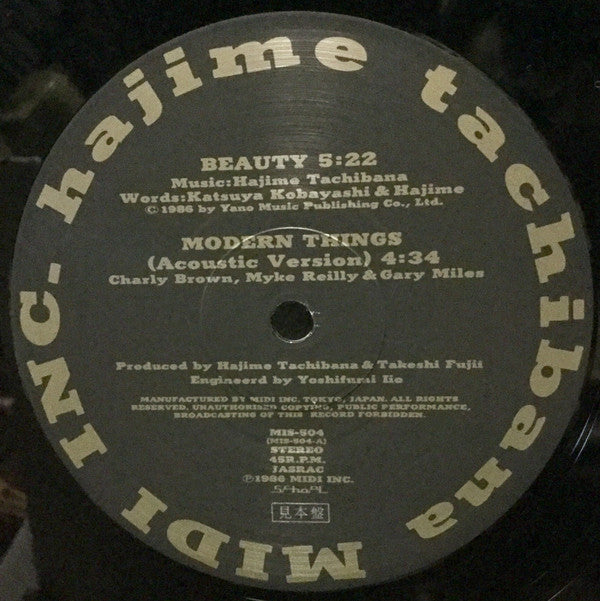 hajime tachibana MIDI INC.
BEAUTY 5:22
Music:Hajime Tachibana
Words:Katsuya Kobayashi & Hajime
© 1986 by Yano Music Publishing Co., Ltd.
MODERN THINGS
(Acoustic Version) 4:34
Charly Brown, Myke Reilly & Gary Miles
Produced by Hajime Tachibana & Takeshi Fujii
Engineerd by Yoshifumi Iio
MANUFACTURED BY MIDI INC. TOKYO, JAPAN. ALL RIGHTS
RESERVED, UNAUTHORISED COPYING, PUBLIC PERFORMANCE,
BROADCASTING OF THIS RECORD FORBIDDEN.
MIS-504
(MIS-504-A)
STEREO
45R.P.M.
JASRAC
℗1986 MIDI INC.
見本盤